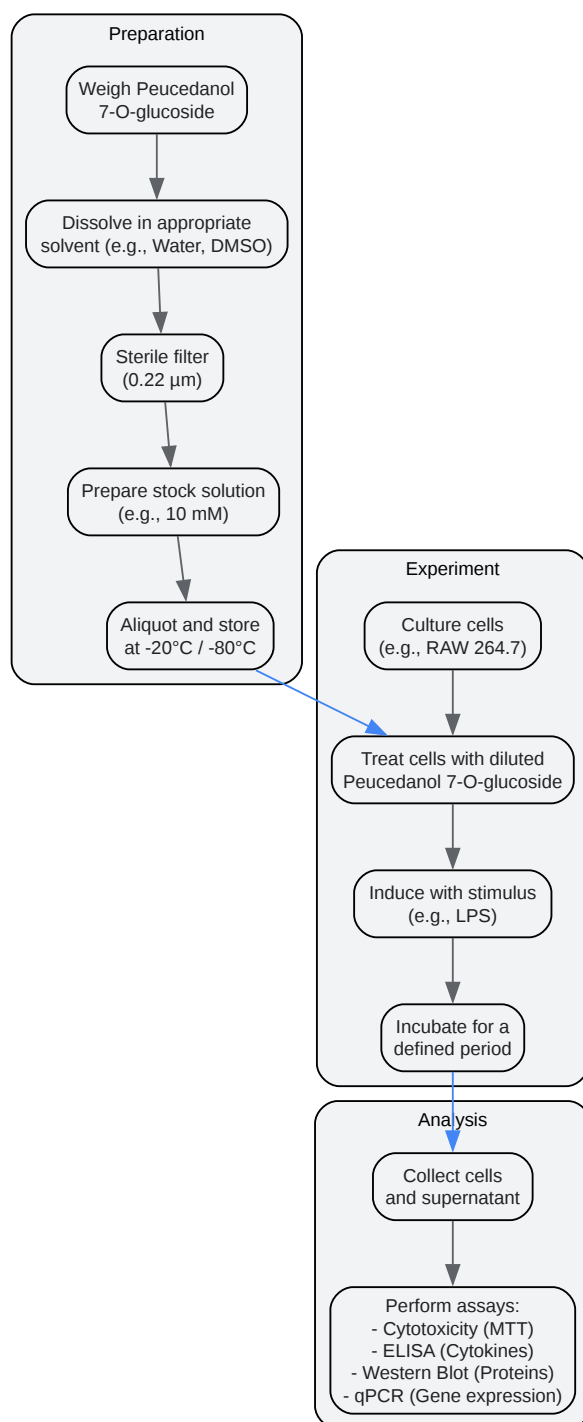 Preparation
Weigh Peucedanol
7-O-glucoside
Dissolve in appropriate
solvent (e.g., Water, DMSO)
Sterile filter
(0.22 µm)
Prepare stock solution
(e.g., 10 mM)
Aliquot and store
at -20°C / -80°C
Experiment
Culture cells
(e.g., RAW 264.7)
Treat cells with diluted
Peucedanol 7-O-glucoside
Induce with stimulus
(e.g., LPS)
Incubate for a
defined period
Analysis
Collect cells
and supernatant
Perform assays:
- Cytotoxicity (MTT)
- ELISA (Cytokines)
- Western Blot (Proteins)
- qPCR (Gene expression)